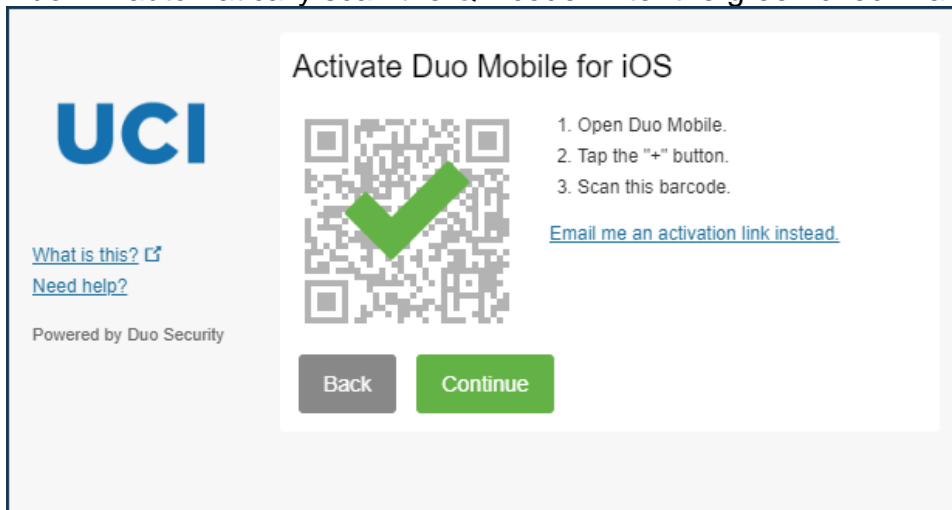 Activate Duo Mobile for iOS
UCI
1. Open Duo Mobile.
2. Tap the "+" button.
3. Scan this barcode.
Email me an activation link instead.
What is this?
Need help?
Powered by Duo Security
Back
Continue